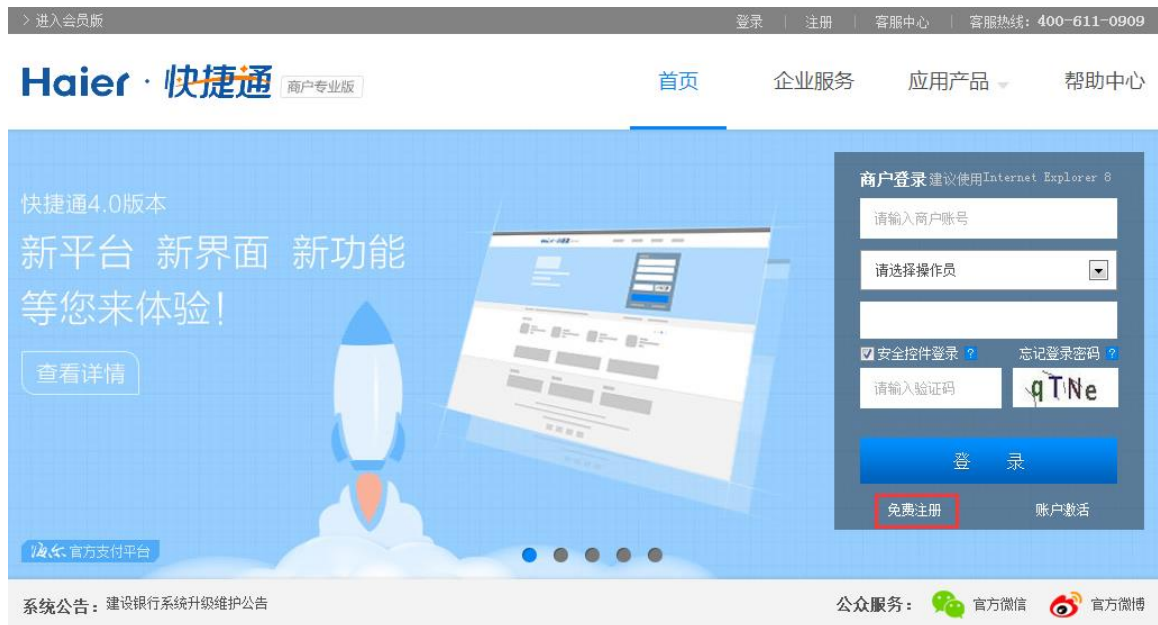 > 进入会员版
登录 | 注册 | 客服中心 | 客服热线: 400-611-0909
Haier · 快捷通 商户专业版
首页 企业服务 应用产品 帮助中心
快捷通4.0版本
新平台 新界面 新功能
等您来体验!
查看详情
官方支付平台
商户登录 建议使用Internet Explorer 8
请输入商户账号
请选择操作员
安全控件登录 ? 忘记登录密码 ?
请输入验证码 qTNe
登 录
免费注册 账户激活
系统公告: 建设银行系统升级维护公告
公众服务: 官方微信 官方微博